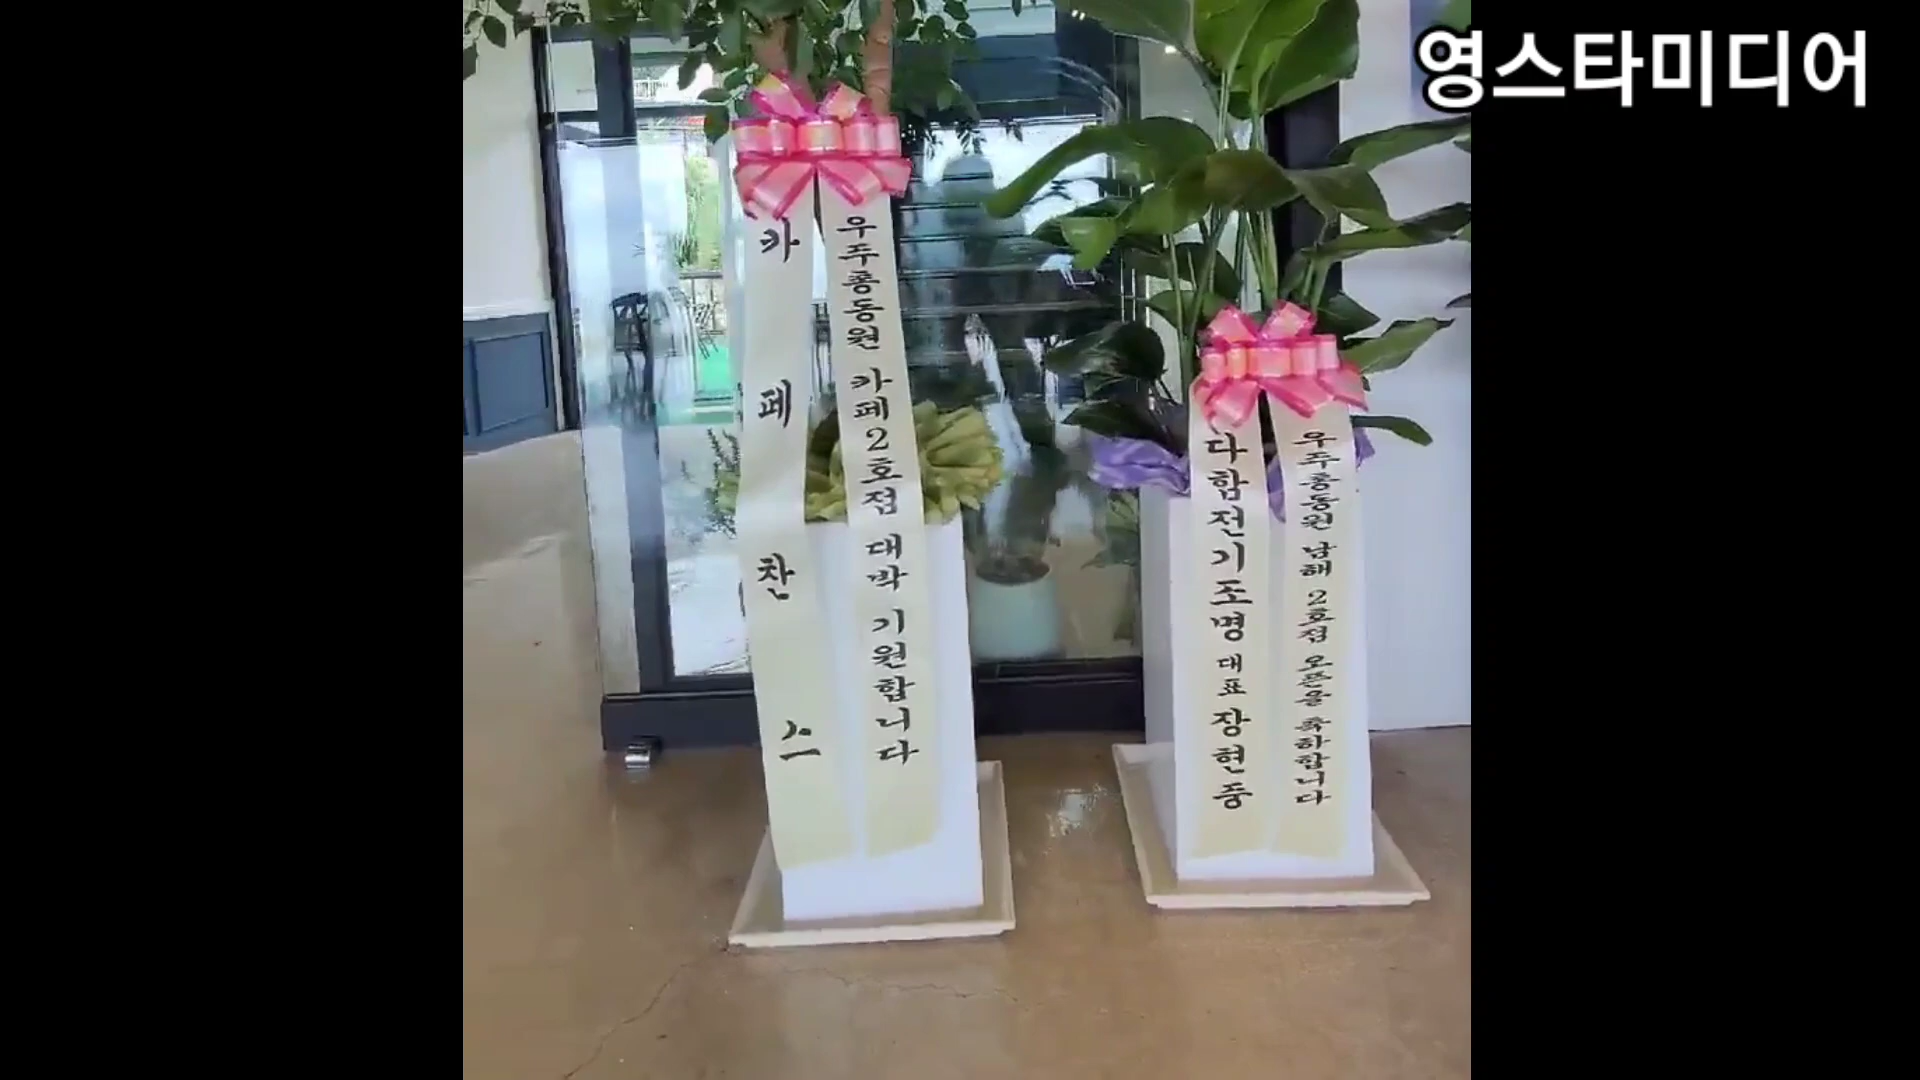 영스타미디어
카페찬스
우주총동원 카페2호점 대박 기원합니다
다함전기조명 대표 장현중
우주총동원 남해 2호점 오픈을 축하합니다